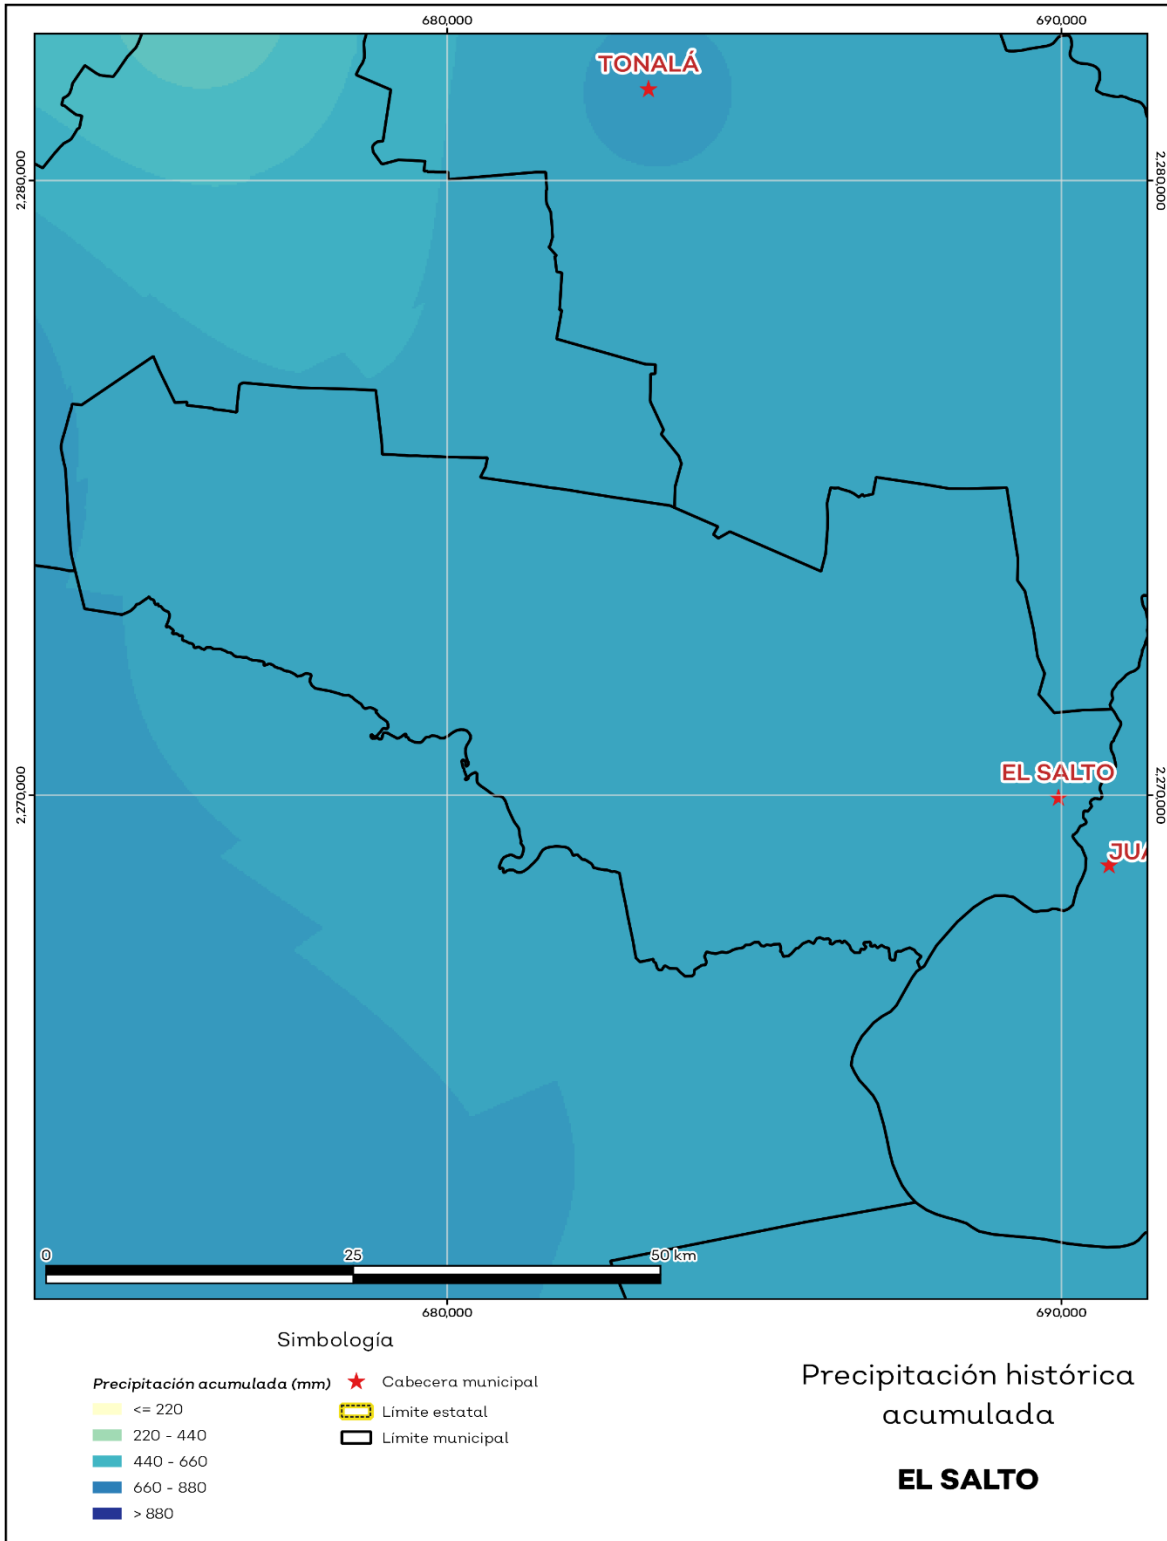 680,000
690,000
TONALÁ
2,280,000
2,280,000
EL SALTO
2,270,000
2,270,000
JUA
0
25
50 km
680,000
690,000
Simbología
Precipitación acumulada (mm)
<= 220
220 - 440
440 - 660
660 - 880
> 880
Cabecera municipal
Límite estatal
Límite municipal
Precipitación histórica
acumulada
EL SALTO